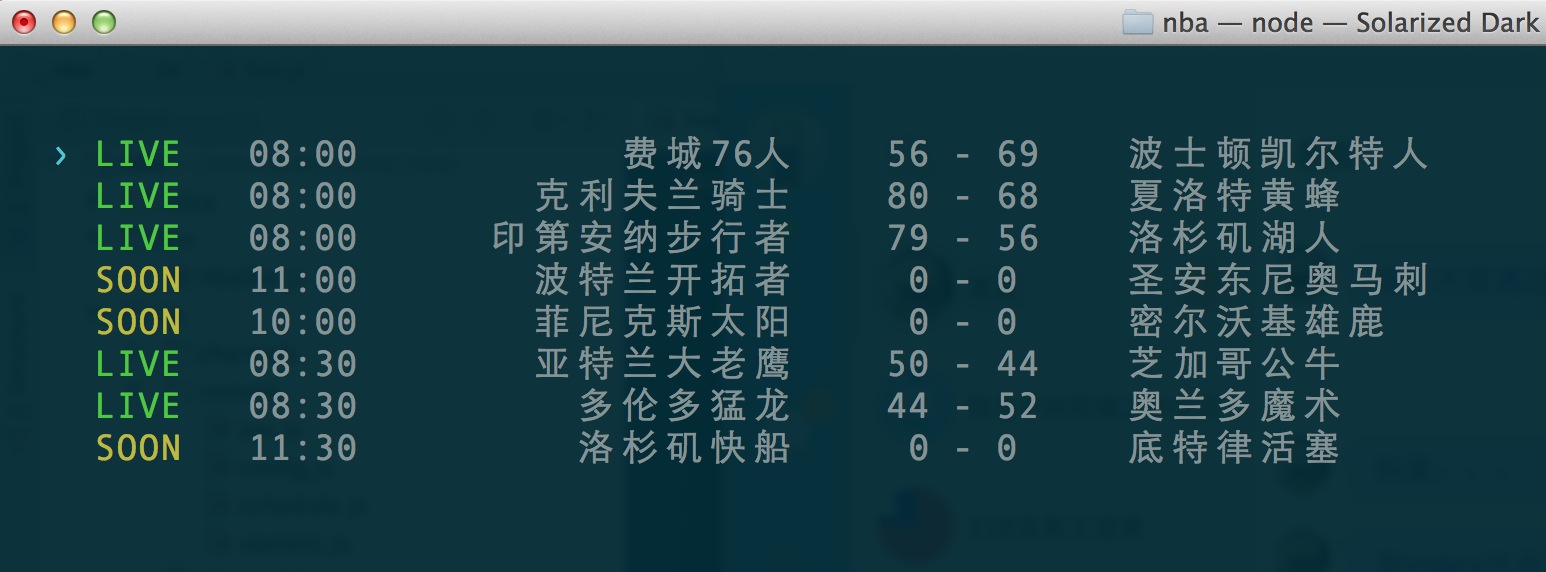 nba — node — Solarized Dark
› LIVE 08:00 费城76人 56 - 69 波士顿凯尔特人
LIVE 08:00 克利夫兰骑士 80 - 68 夏洛特黄蜂
LIVE 08:00 印第安纳步行者 79 - 56 洛杉矶湖人
SOON 11:00 波特兰开拓者 0 - 0 圣安东尼奥马刺
SOON 10:00 菲尼克斯太阳 0 - 0 密尔沃基雄鹿
LIVE 08:30 亚特兰大老鹰 50 - 44 芝加哥公牛
LIVE 08:30 多伦多猛龙 44 - 52 奥兰多魔术
SOON 11:30 洛杉矶快船 0 - 0 底特律活塞